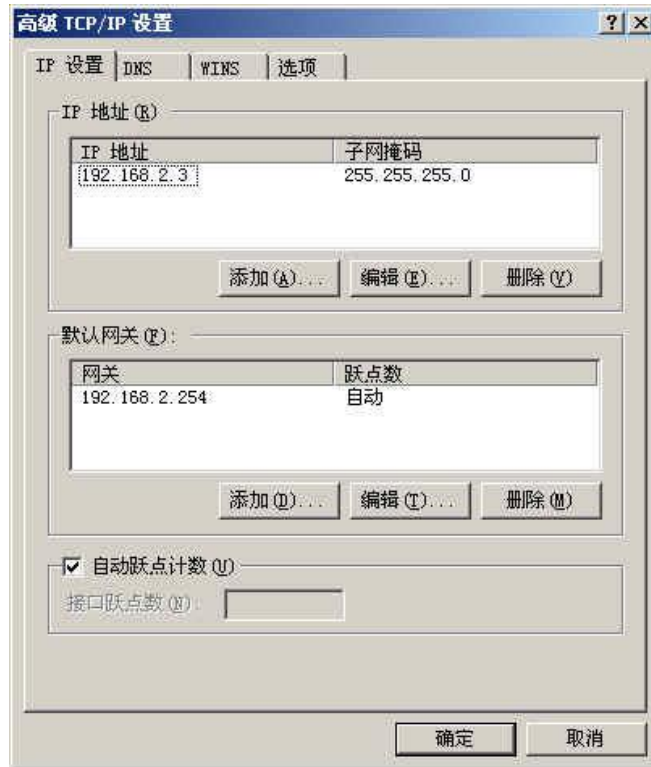 高级 TCP/IP 设置
IP 设置 DNS WINS 选项
IP 地址(R)
IP 地址 子网掩码
192.168.2.3 255.255.255.0
添加(A)... 编辑(E)... 删除(V)
默认网关(F):
网关 跃点数
192.168.2.254 自动
添加(D)... 编辑(T)... 删除(M)
自动跃点计数(U)
接口跃点数(N):
确定 取消